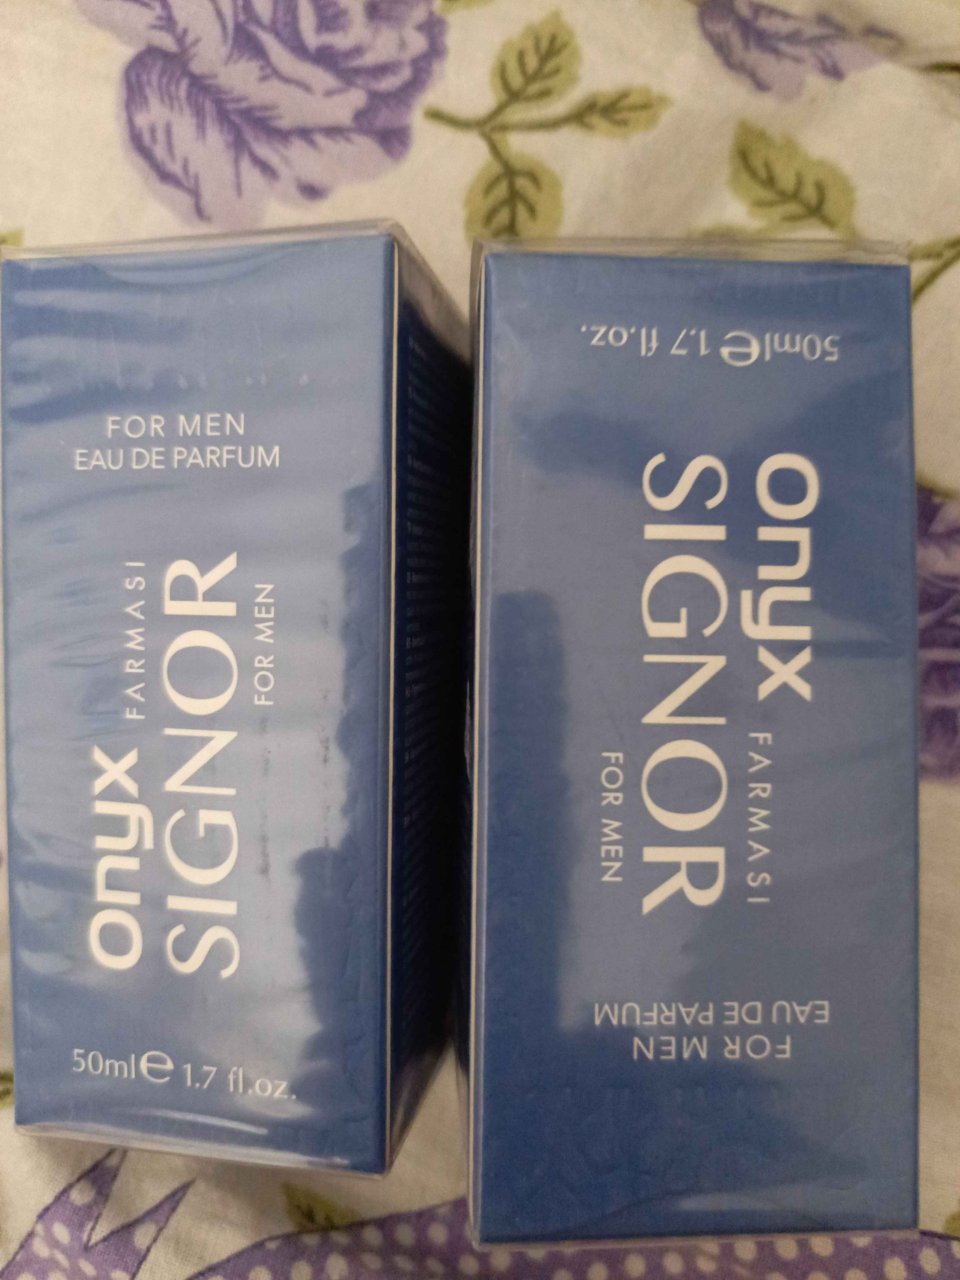 FOR MEN
EAU DE PARFUM
onyx FARMASI
SIGNOR
FOR MEN
50ml e 1.7 fl.oz.
50ml e 1.7 fl.oz.
onyx FARMASI
SIGNOR
FOR MEN
FOR MEN
EAU DE PARFUM